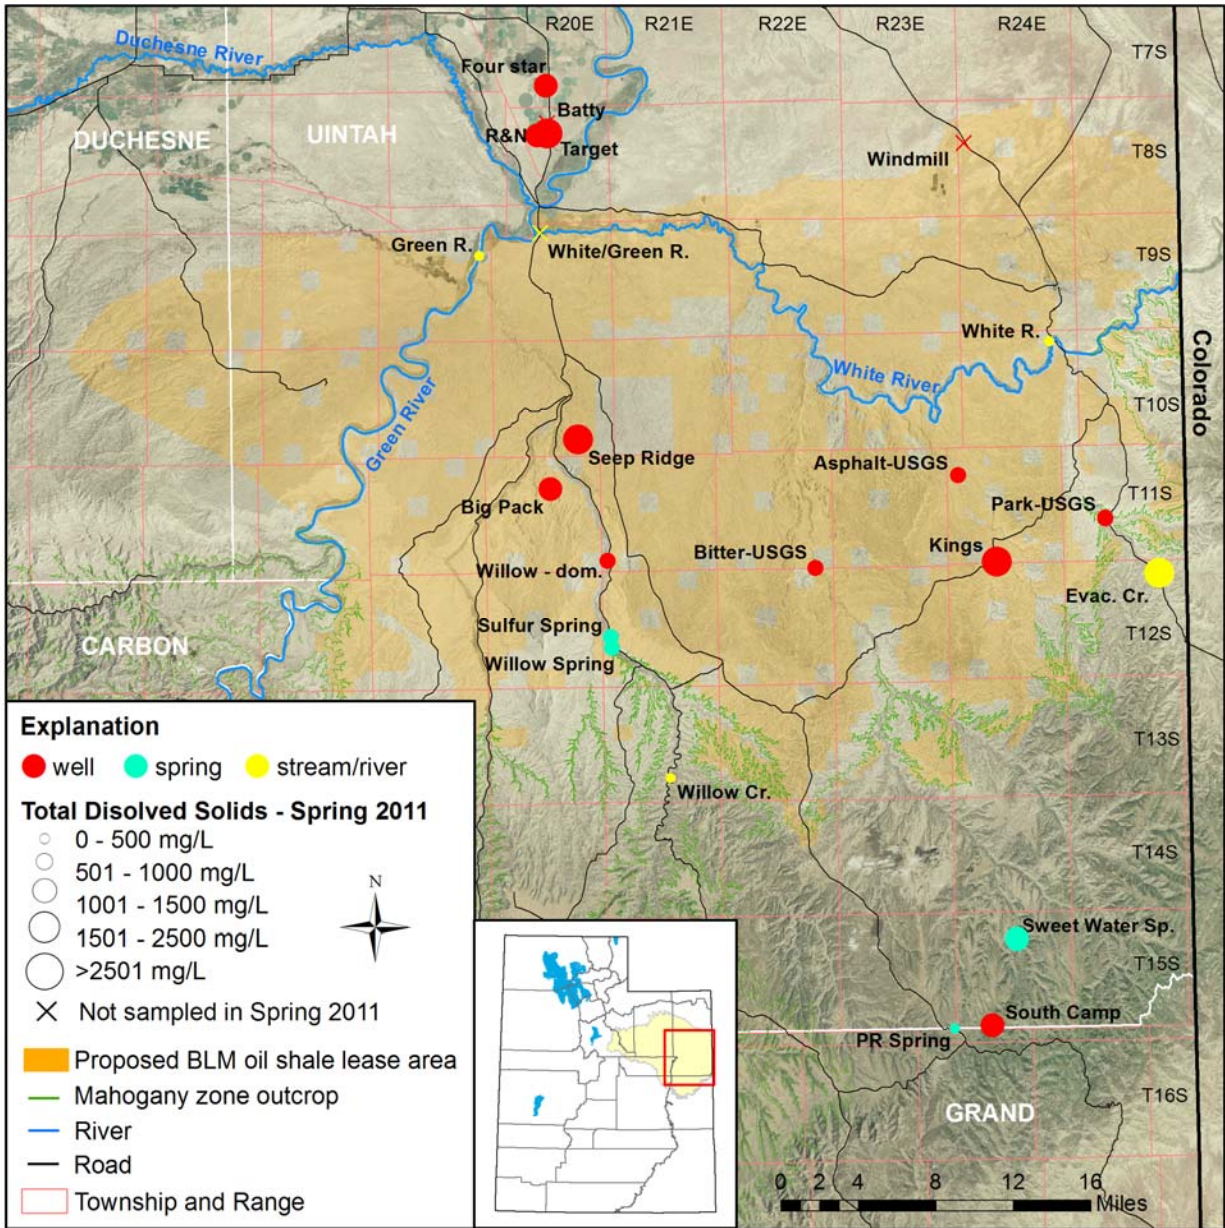 R20E R21E R22E R23E R24E
Duchesne River
T7S
Four star
Batty
DUCHESNE
UINTAH
R&N
Target
Windmill
T8S
Green R.
White/Green R.
T9S
White R.
Colorado
White River
Green River
T10S
Seep Ridge
Asphalt-USGS
Big Pack
Park-USGS
T11S
Willow - dom.
Bitter-USGS
Kings
Evac. Cr.
Sulfur Spring
T12S
CARBON
Willow Spring
T13S
Willow Cr.
T14S
Sweet Water Sp.
T15S
South Camp
PR Spring
T16S
GRAND
Explanation
well spring stream/river
Total Disolved Solids - Spring 2011
0 - 500 mg/L
501 - 1000 mg/L
1001 - 1500 mg/L
1501 - 2500 mg/L
>2501 mg/L
N
Not sampled in Spring 2011
Proposed BLM oil shale lease area
Mahogany zone outcrop
River
Road
Township and Range
0 2 4 8 12 16
Miles